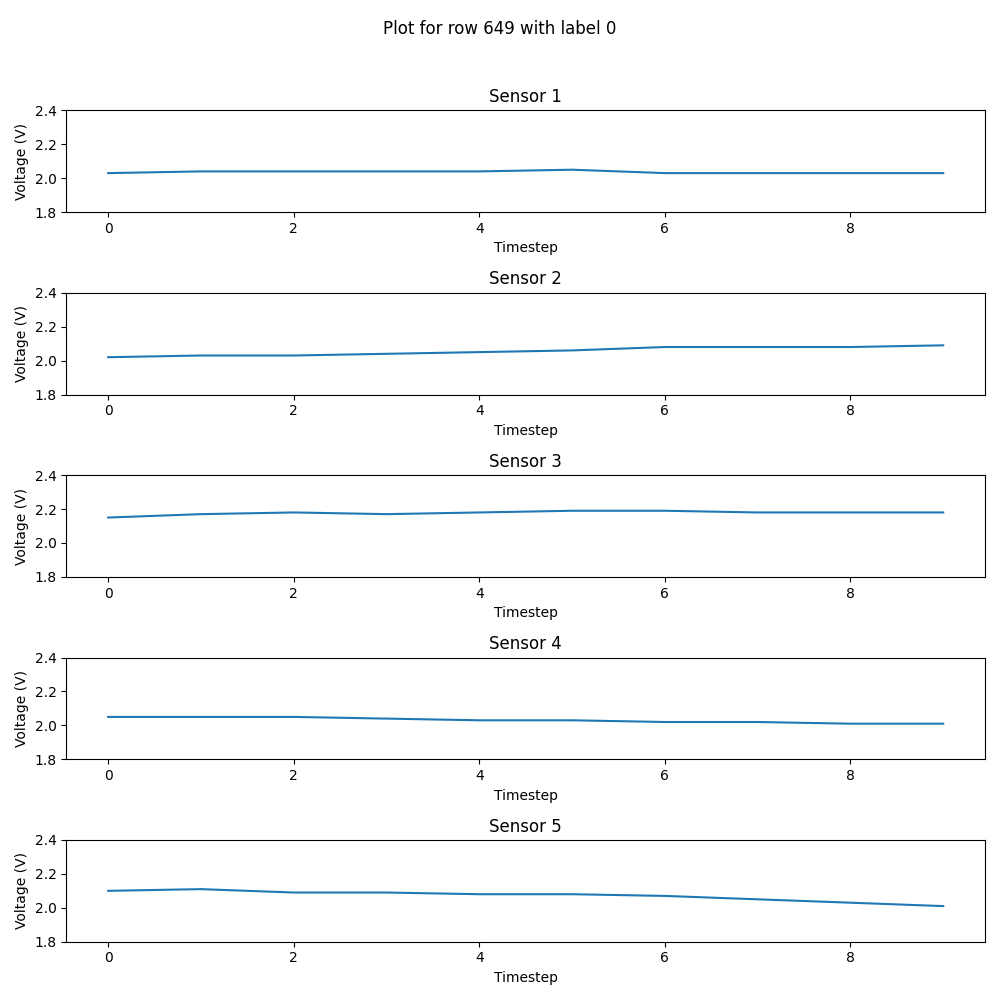 Plot for row 649 with label 0
Sensor 1
Voltage (V)
2.4
2.2
2.0
1.8
0 2 4 6 8
Timestep
Sensor 2
Voltage (V)
2.4
2.2
2.0
1.8
0 2 4 6 8
Timestep
Sensor 3
Voltage (V)
2.4
2.2
2.0
1.8
0 2 4 6 8
Timestep
Sensor 4
Voltage (V)
2.4
2.2
2.0
1.8
0 2 4 6 8
Timestep
Sensor 5
Voltage (V)
2.4
2.2
2.0
1.8
0 2 4 6 8
Timestep